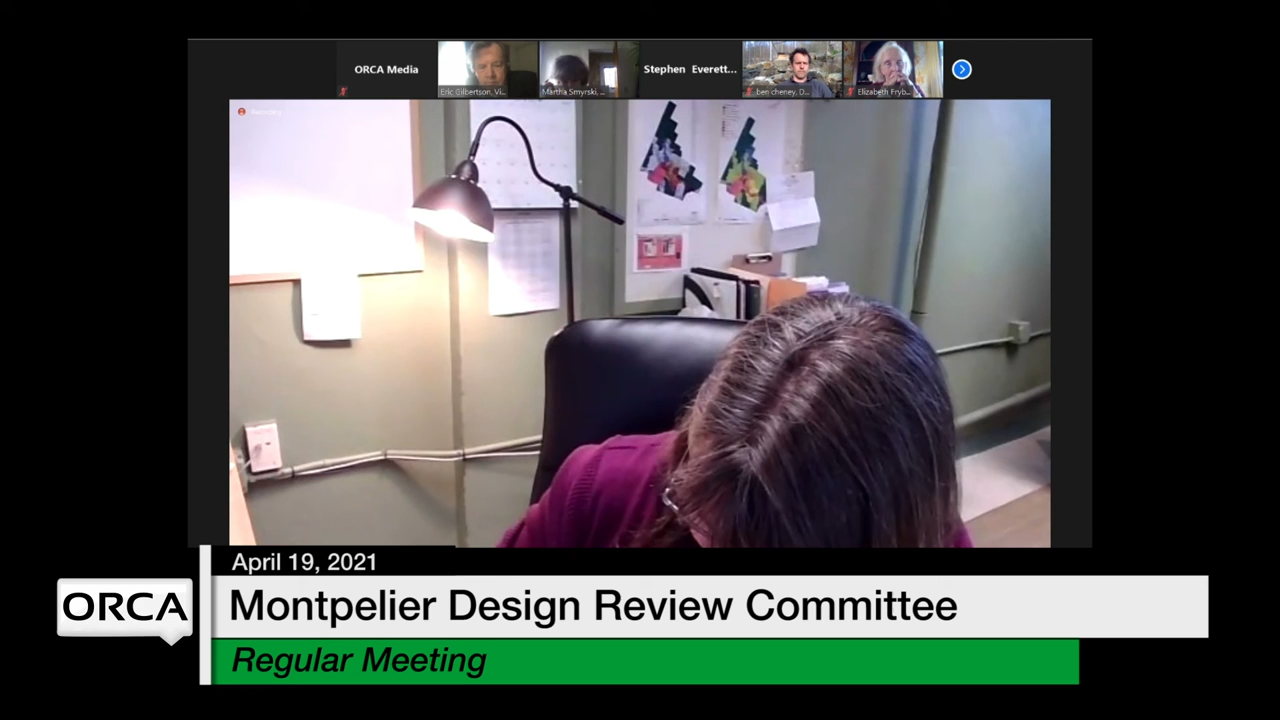 ORCA Media
Stephen Everett...
Eric Gilbertson, Vi...
Martha Smyrski, ...
ben cheney, D...
Elizabeth Fryb...
Recording
April 19, 2021
ORCA
Montpelier Design Review Committee
Regular Meeting